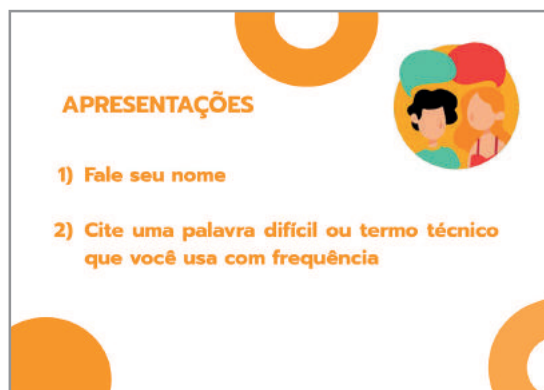 APRESENTAÇÕES
1) Fale seu nome
2) Cite uma palavra difícil ou termo técnico
que você usa com frequência